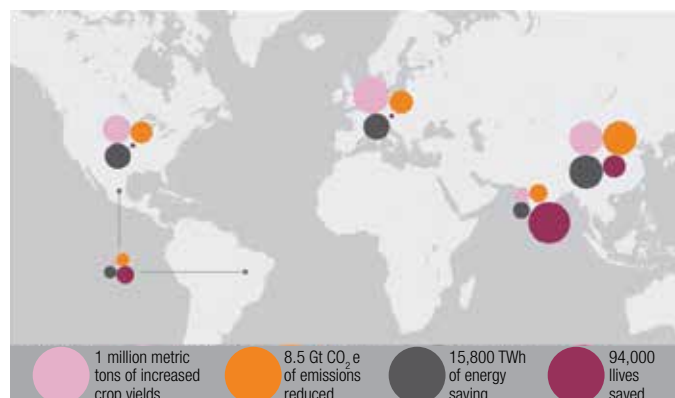 1 million metric
tons of increased
crop yields
8.5 Gt CO2e
of emissions
reduced
15,800 TWh
of energy
saving
94,000
llives
saved